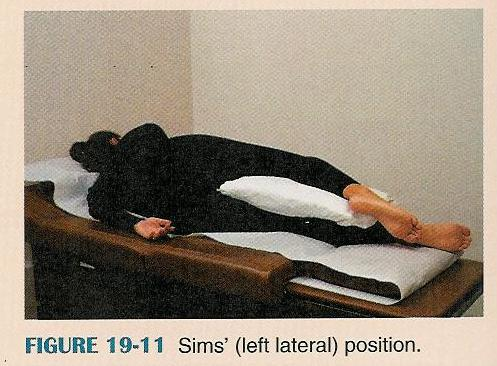 FIGURE 19-11 Sims’ (left lateral) position.